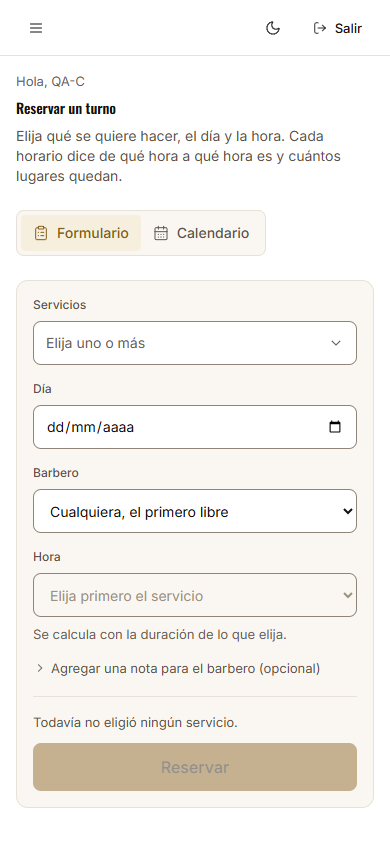 Salir
Hola, QA-C
Reservar un turno
Elija qué se quiere hacer, el día y la hora. Cada
horario dice de qué hora a qué hora es y cuántos
lugares quedan.
Formulario
Calendario
Servicios
Elija uno o más
Día
dd/mm/aaaa
Barbero
Cualquiera, el primero libre
Hora
Elija primero el servicio
Se calcula con la duración de lo que elija.
Agregar una nota para el barbero (opcional)
Todavía no eligió ningún servicio.
Reservar